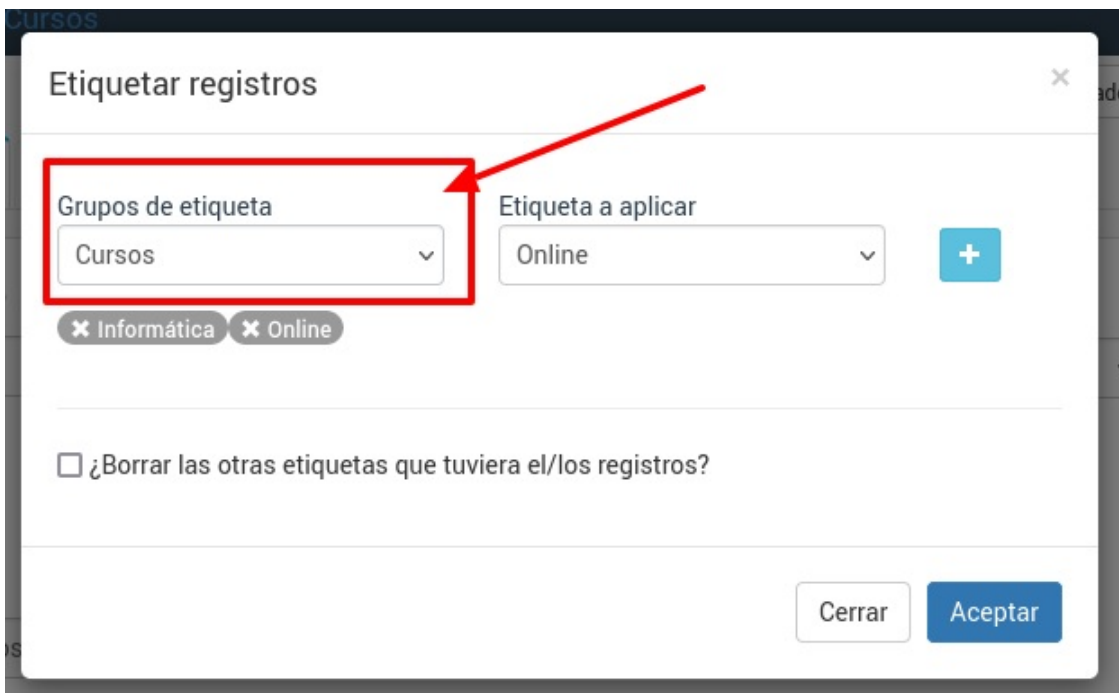 Cursos
Etiquetar registros
Grupos de etiqueta
Etiqueta a aplicar
Cursos
Online
Informática
Online
¿Borrar las otras etiquetas que tuviera el/los registros?
Cerrar
Aceptar